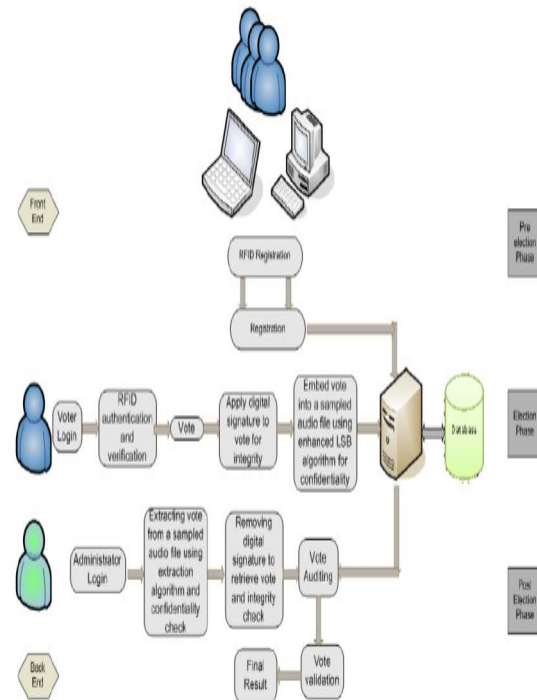 Front
End
Pre
election
Phase
RFID Registration
Registration
Voter
Login
RFID
authentication
and
verification
Vote
Apply digital
signature to
vote for
integrity
Embed vote
into a sampled
audio file using
enhanced LSB
algorithm for
confidentiality
Database
Election
Phase
Administrator
Login
Extracting vote
from a sampled
audio file using
extraction
algorithm and
confidentiality
check
Removing
digital
signature to
retrieve vote
and integrity
check
Vote
Auditing
Post
Election
Phase
Back
End
Final
Result
Vote
validation